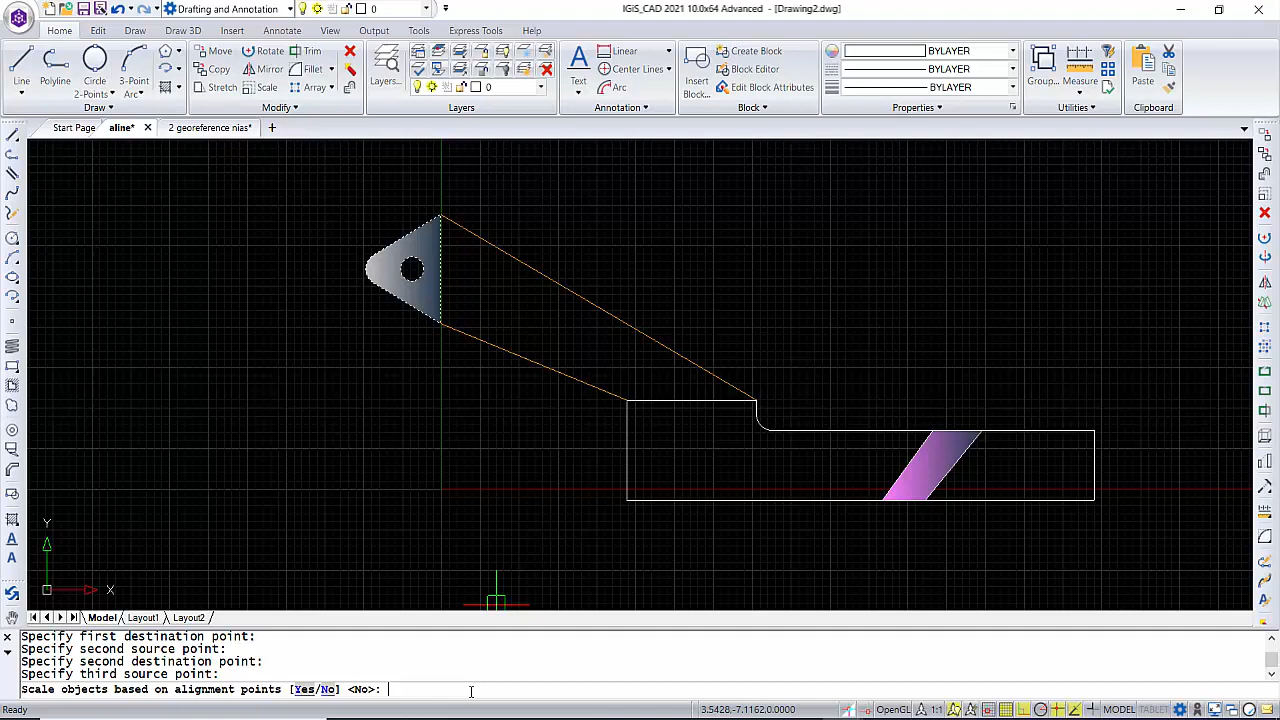 Drafting and Annotation
0
IGIS_CAD 2021 10.0x64 Advanced - [Drawing2.dwg]
Home Edit Draw Draw 3D Insert Annotate View Output Tools Express Tools Help
Move Rotate Trim
Linear
Create Block
BYLAYER
Copy Mirror Fillet
Center Lines
Block Editor
BYLAYER
Stretch Scale Array
0
Arc
Edit Block Attributes
BYLAYER
Line Polyline Circle 2-Points
Layers
Text
Insert Block...
Group... Measure
Paste
Draw Modify Layers Annotation Block Properties Utilities Clipboard
Start Page aline* 2 georeference nias*
Y
X
Model Layout1 Layout2
Specify first destination point:
Specify second source point:
Specify second destination point:
Specify third source point:
Scale objects based on alignment points [Yes/No] <No>:
Ready
3.5428,-7.1162,0.0000
OpenGL
1:1
MODEL TABLET